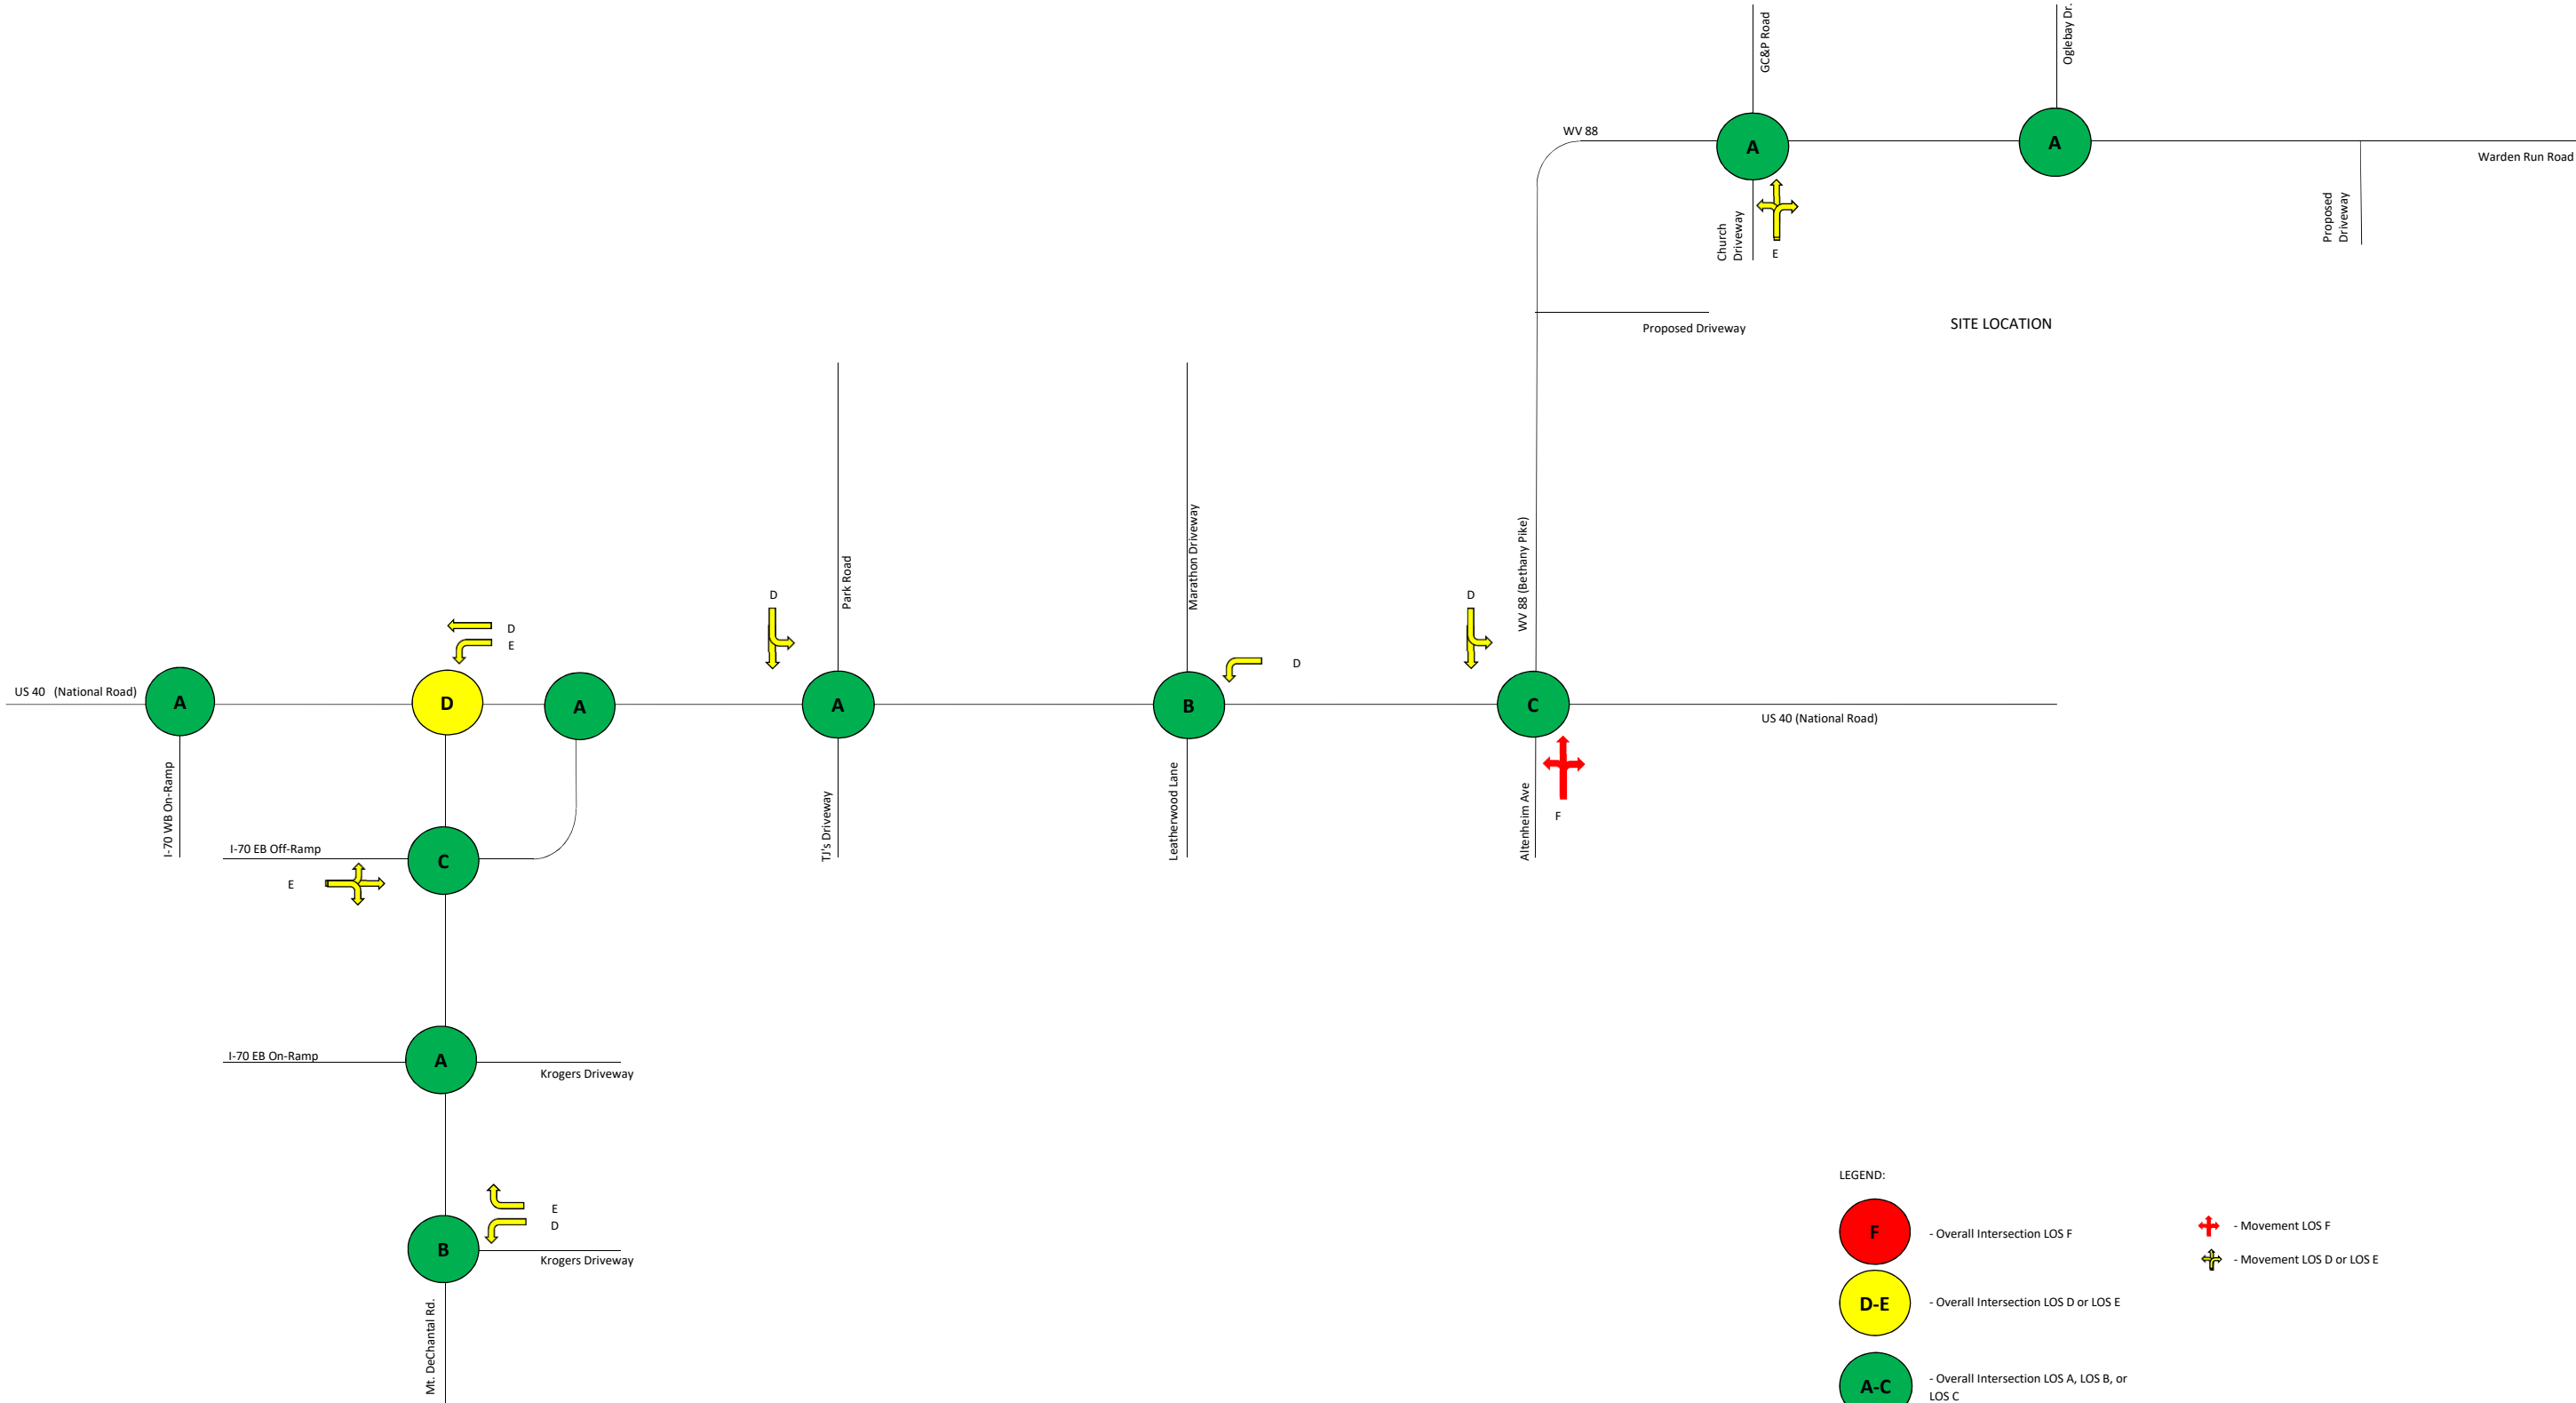 GC&P Road
Oglebay Dr.
WV 88
A
A
Warden Run Road
Church
Driveway
E
Proposed
Driveway
Proposed Driveway
SITE LOCATION
Park Road
Marathon Driveway
WV 88 (Bethany Pike)
D
D
D
E
D
US 40   (National Road)
A
D
A
A
B
C
US 40 (National Road)
I-70 WB On-Ramp
TJ's Driveway
Leatherwood Lane
Altenheim Ave
F
I-70 EB Off-Ramp
C
E
I-70 EB On-Ramp
A
Krogers Driveway
E
D
B
Krogers Driveway
Mt. DeChantal Rd.
LEGEND:
F
- Overall Intersection LOS F
- Movement LOS F
- Movement LOS D or LOS E
D-E
- Overall Intersection LOS D or LOS E
A-C
- Overall Intersection LOS A, LOS B, or
LOS C